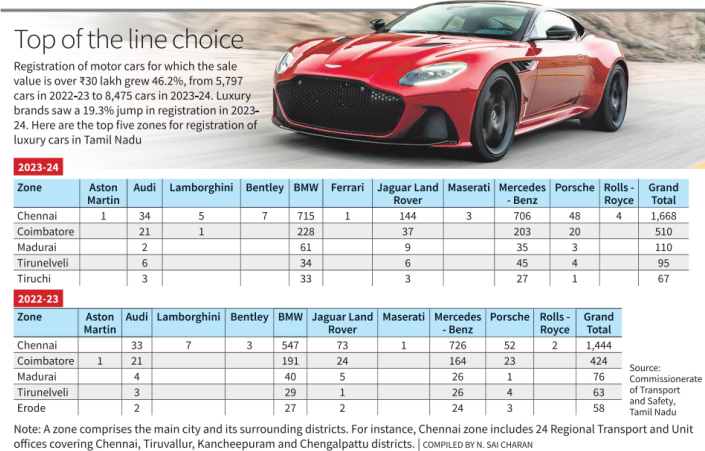 Top of the line choice
Registration of motor cars for which the sale
value is over ₹30 lakh grew 46.2%, from 5,797
cars in 2022-23 to 8,475 cars in 2023-24. Luxury
brands saw a 19.3% jump in registration in 2023-
24. Here are the top five zones for registration of
luxury cars in Tamil Nadu
2023-24
Zone Aston Martin Audi Lamborghini Bentley BMW Ferrari Jaguar Land Rover Maserati Mercedes - Benz Porsche Rolls - Royce Grand Total
Chennai 1 34 5 7 715 1 144 3 706 48 4 1,668
Coimbatore 21 1 228 37 203 20 510
Madurai 2 61 9 35 3 110
Tirunelveli 6 34 6 45 4 95
Tiruchi 3 33 3 27 1 67
2022-23
Zone Aston Martin Audi Lamborghini Bentley BMW Jaguar Land Rover Maserati Mercedes - Benz Porsche Rolls - Royce Grand Total
Chennai 33 7 3 547 73 1 726 52 2 1,444
Coimbatore 1 21 191 24 164 23 424
Madurai 4 40 5 26 1 76
Tirunelveli 3 29 1 26 4 63
Erode 2 27 2 24 3 58
Source:
Commissionerate
of Transport
and Safety,
Tamil Nadu
Note: A zone comprises the main city and its surrounding districts. For instance, Chennai zone includes 24 Regional Transport and Unit
offices covering Chennai, Tiruvallur, Kancheepuram and Chengalpattu districts. | COMPILED BY N. SAI CHARAN